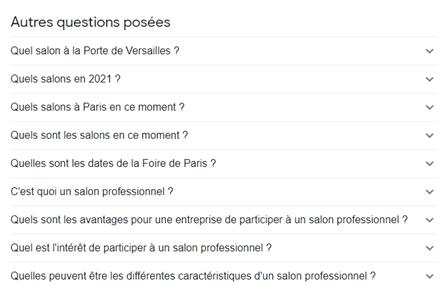 Autres questions posées
Quel salon à la Porte de Versailles ?
Quels salons en 2021 ?
Quels salons à Paris en ce moment ?
Quels sont les salons en ce moment ?
Quelles sont les dates de la Foire de Paris ?
C'est quoi un salon professionnel ?
Quels sont les avantages pour une entreprise de participer à un salon professionnel ?
Quel est l'intérêt de participer à un salon professionnel ?
Quelles peuvent être les différentes caractéristiques d'un salon professionnel ?